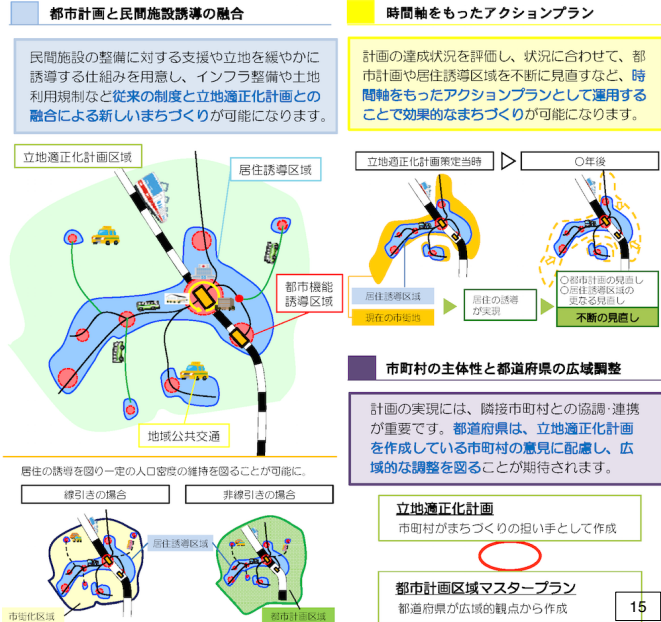 都市計画と民間施設誘導の融合
民間施設の整備に対する支援や立地を緩やかに
誘導する仕組みを用意し、インフラ整備や土地
利用規制など従来の制度と立地適正化計画との
融合による新しいまちづくりが可能になります。
立地適正化計画区域
居住誘導区域
都市機能
誘導区域
地域公共交通
居住の誘導を図り一定の人口密度の維持を図ることが可能に。
線引きの場合
非線引きの場合
居住誘導区域
市街化区域
都市計画区域
時間軸をもったアクションプラン
計画の達成状況を評価し、状況に合わせて、都
市計画や居住誘導区域を不断に見直すなど、時
間軸をもったアクションプランとして運用する
ことで効果的なまちづくりが可能になります。
立地適正化計画策定当時
〇年後
居住誘導区域
現在の市街地
居住の誘導
が実現
〇都市計画の見直し
〇居住誘導区域の
更なる見直し
不断の見直し
市町村の主体性と都道府県の広域調整
計画の実現には、隣接市町村との協調・連携
が重要です。都道府県は、立地適正化計画
を作成している市町村の意見に配慮し、広
域的な調整を図ることが期待されます。
立地適正化計画
市町村がまちづくりの担い手として作成
都市計画区域マスタープラン
都道府県が広域的観点から作成
15